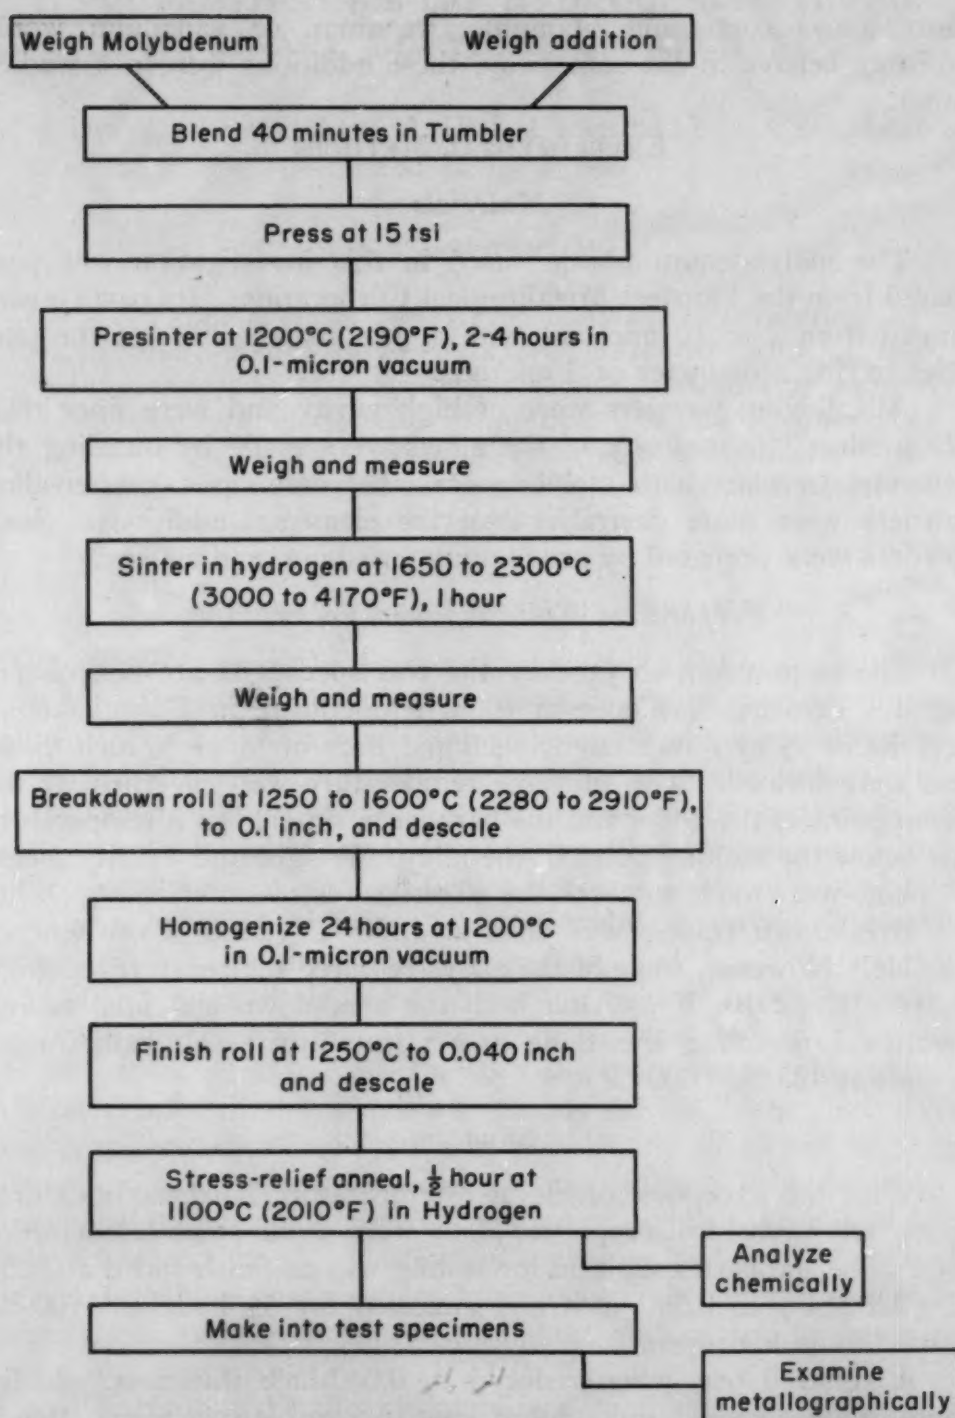 Weigh Molybdenum
Weigh addition
Blend 40 minutes in Tumbler
Press at 15 tsi
Presinter at 1200°C (2190°F), 2-4 hours in
0.1-micron vacuum
Weigh and measure
Sinter in hydrogen at 1650 to 2300°C
(3000 to 4170°F), 1 hour
Weigh and measure
Breakdown roll at 1250 to 1600°C (2280 to 2910°F),
to 0.1 inch, and descale
Homogenize 24 hours at 1200°C
in 0.1-micron vacuum
Finish roll at 1250°C to 0.040 inch
and descale
Stress-relief anneal, ½ hour at
1100°C (2010°F) in Hydrogen
Analyze
chemically
Make into test specimens
Examine
metallographically